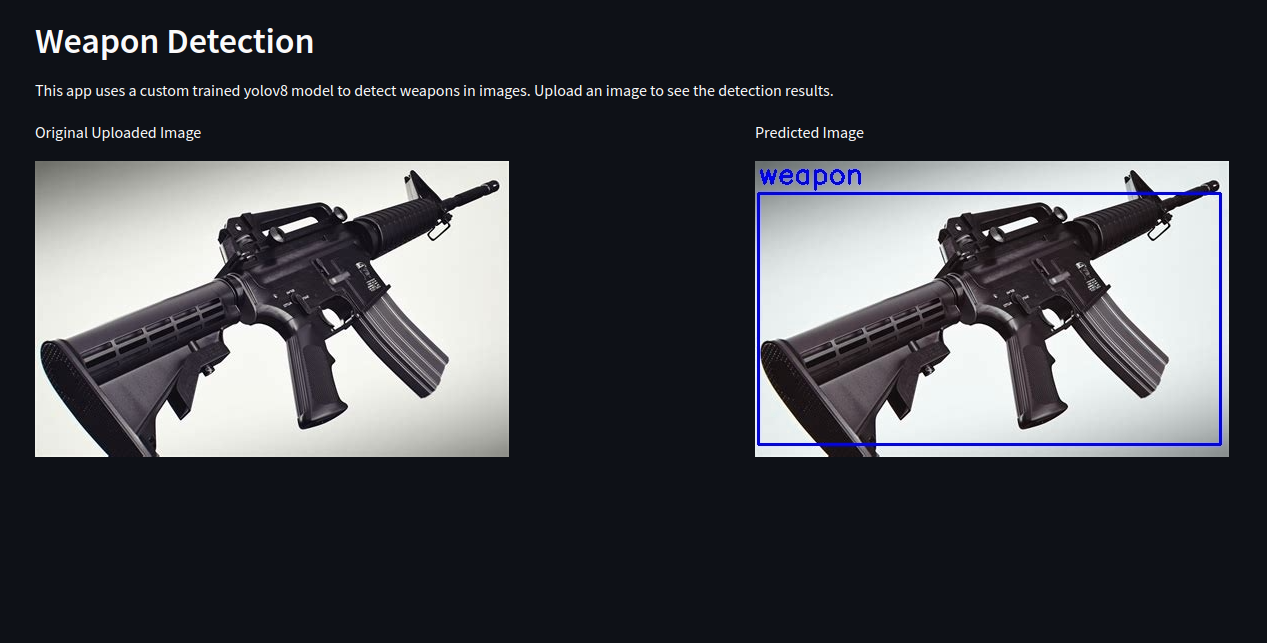 Weapon Detection
This app uses a custom trained yolov8 model to detect weapons in images. Upload an image to see the detection results.
Original Uploaded Image
Predicted Image
weapon